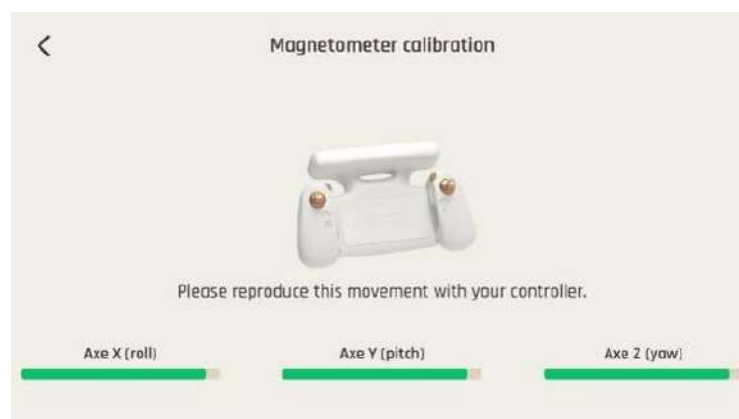 Magnetometer calibration
Please reproduce this movement with your controller.
Axe X (roll)
Axe Y (pitch)
Axe Z (yaw)